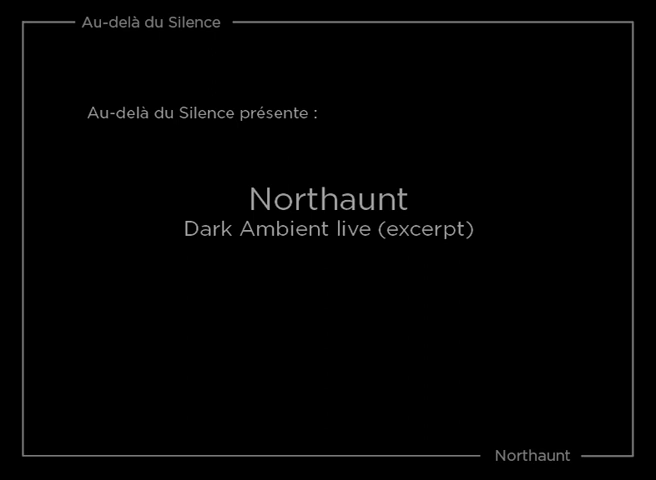 Au-delà du Silence
Au-delà du Silence présente :
Northaunt
Dark Ambient live (excerpt)
Northaunt